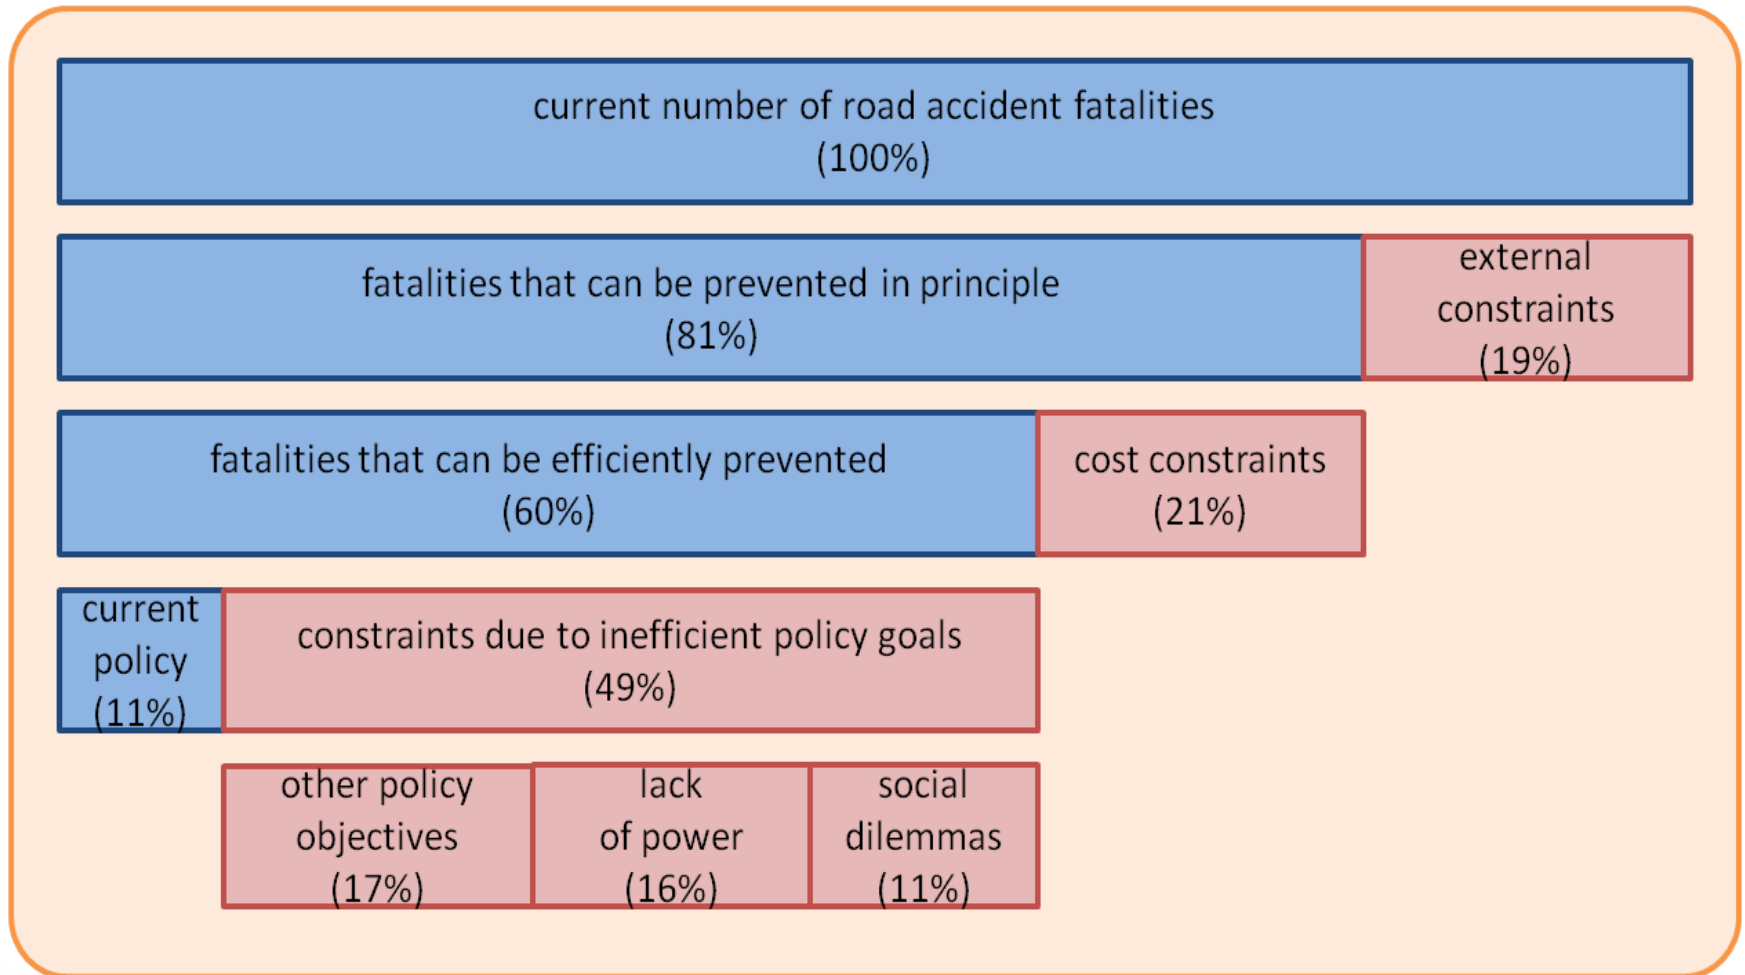 current number of road accident fatalities
(100%)
fatalities that can be prevented in principle
(81%)
external
constraints
(19%)
fatalities that can be efficiently prevented
(60%)
cost constraints
(21%)
current
policy
(11%)
constraints due to inefficient policy goals
(49%)
other policy
objectives
(17%)
lack
of power
(16%)
social
dilemmas
(11%)